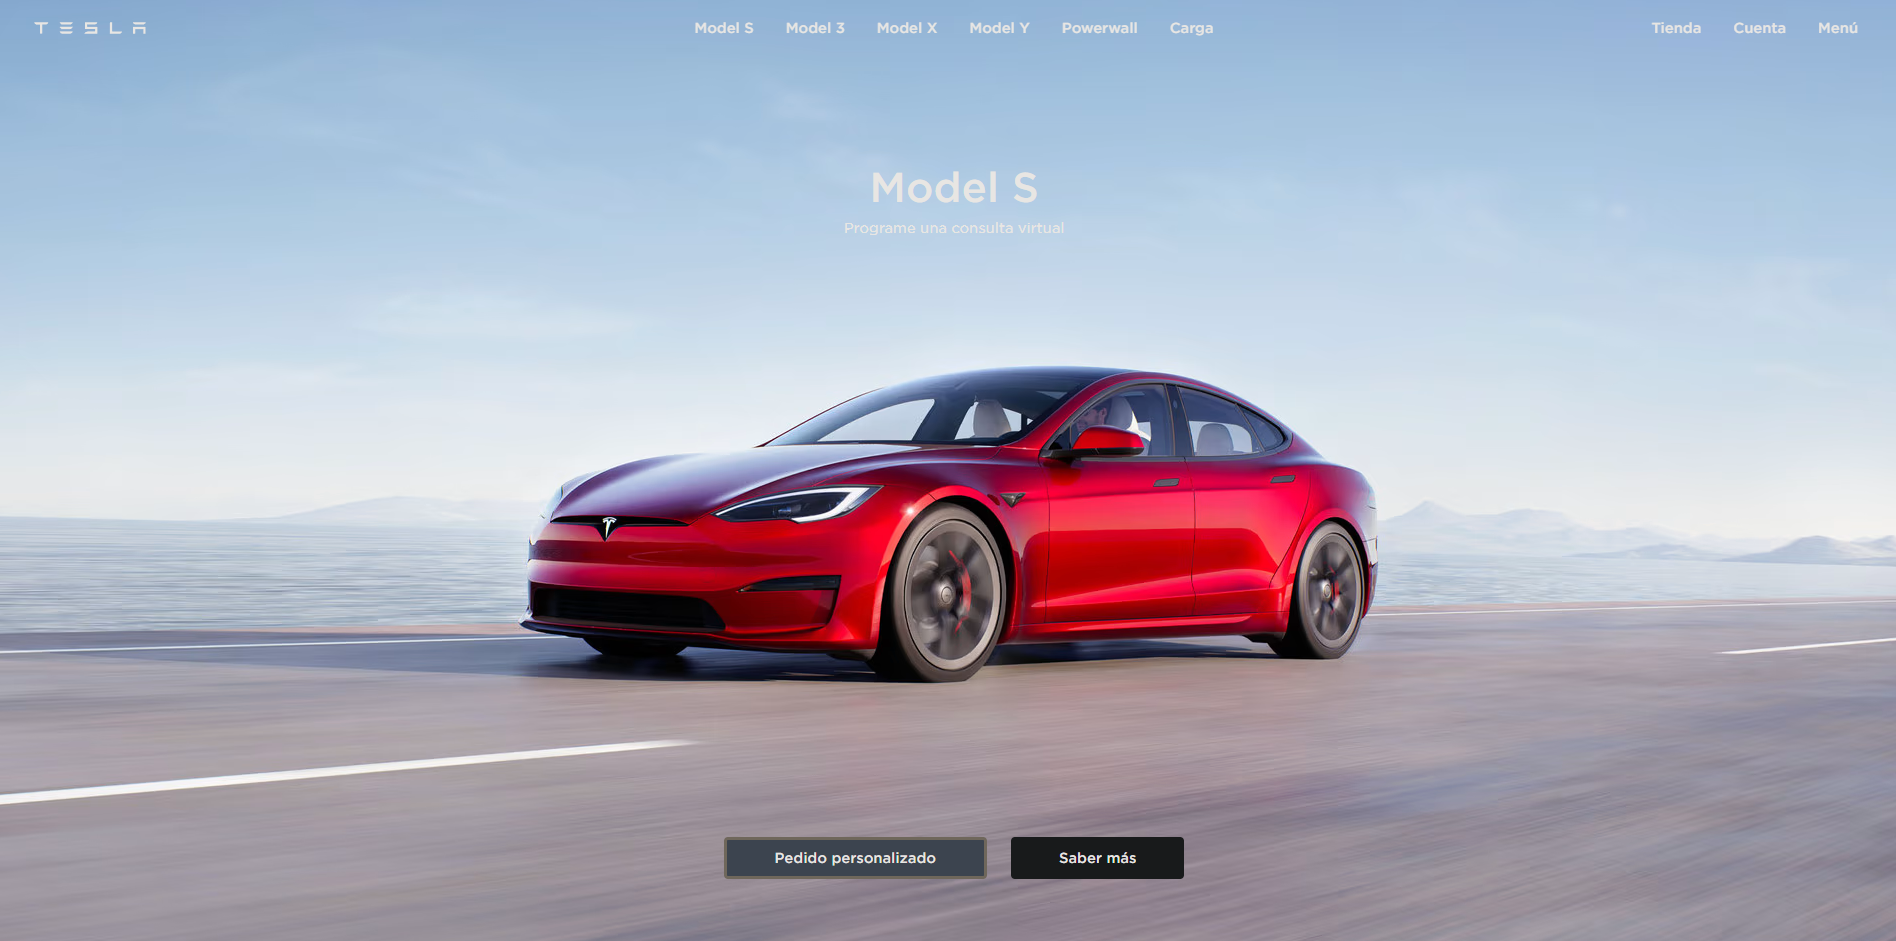 TESLA
Model S
Model 3
Model X
Model Y
Powerwall
Carga
Tienda
Cuenta
Menú
Model S
Programe una consulta virtual
Pedido personalizado
Saber más